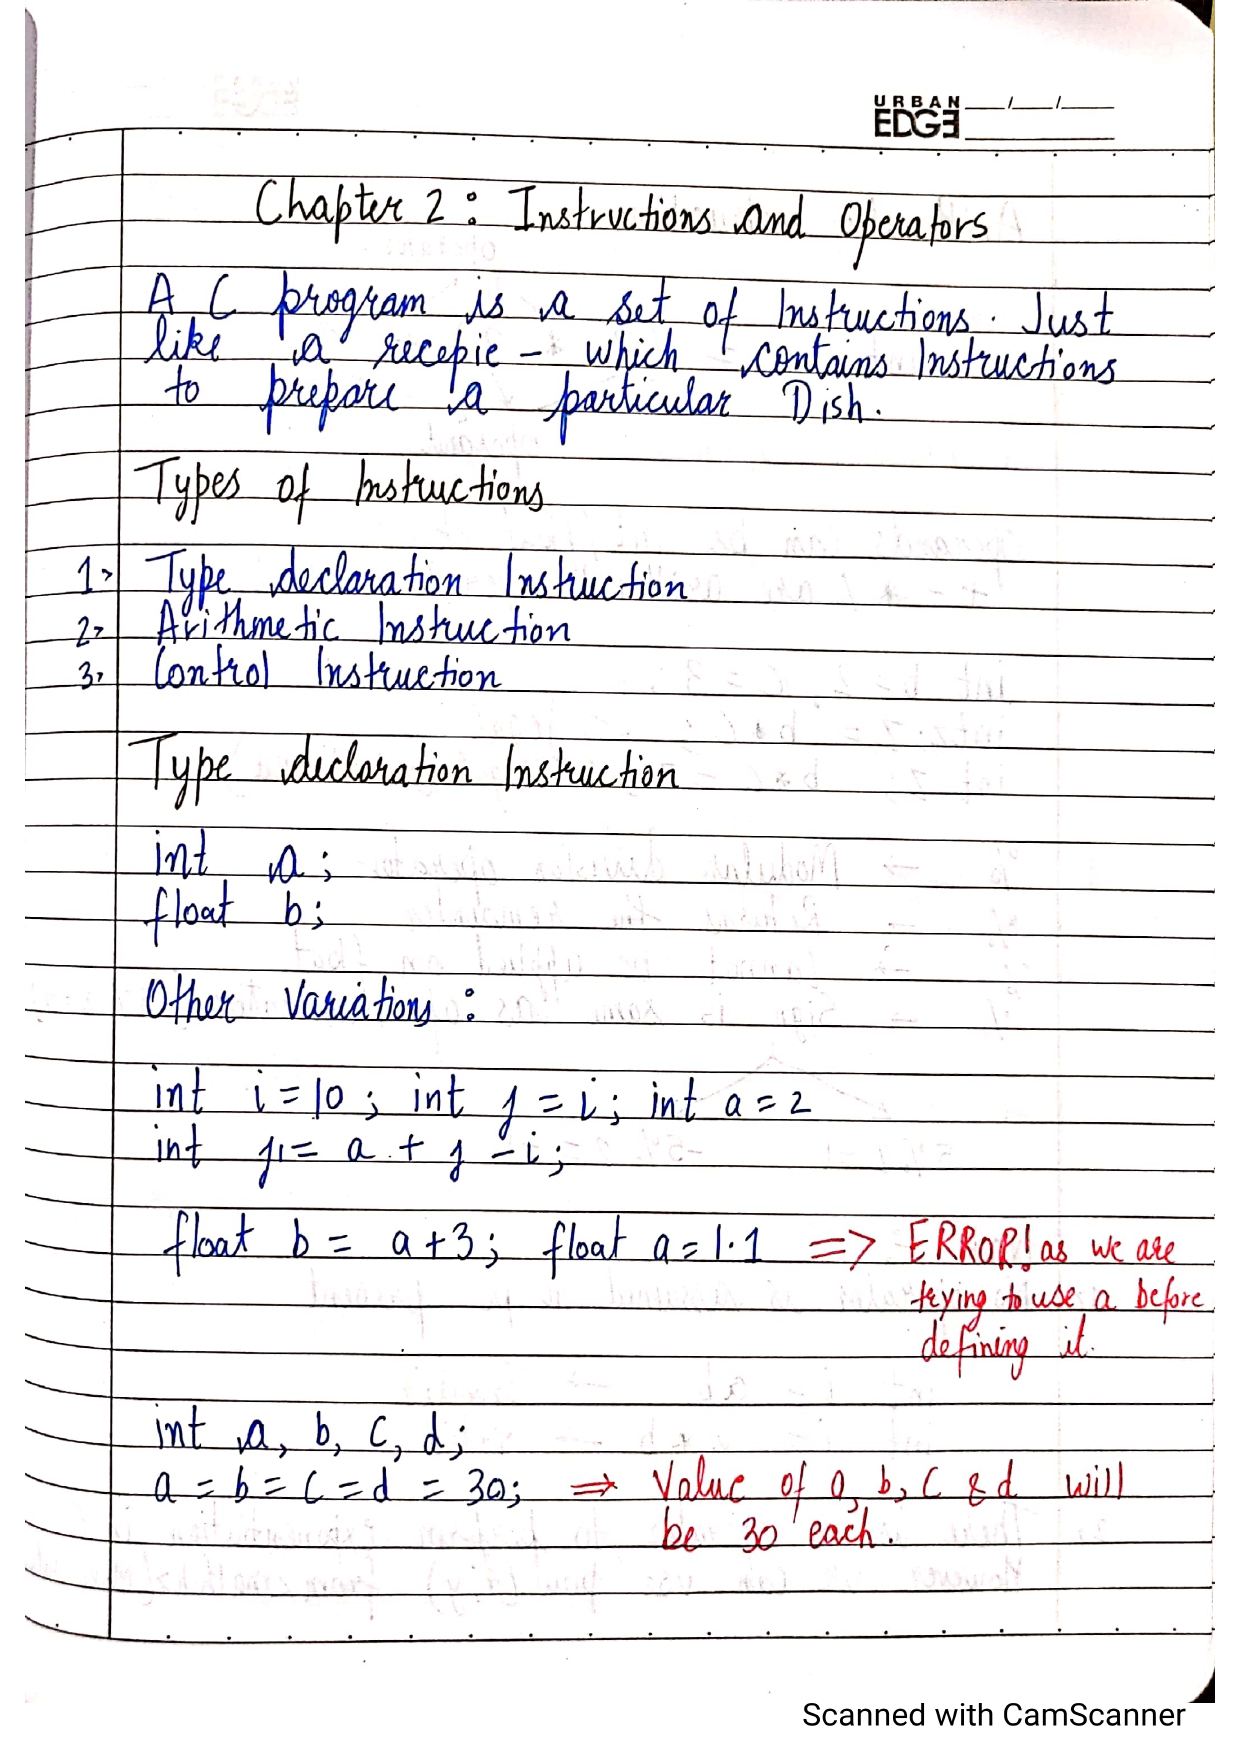 URBAN __/__/__
EDGE
Chapter 2 : Instructions and Operators
A C program is a set of Instructions. Just
like a recepie - which contains Instructions
to prepare a particular Dish.
Types of Instructions
1> Type declaration Instruction
2> Arithmetic Instruction
3> Control Instruction
Type declaration Instruction
int a;
float b;
Other Variations :
int i = 10; int j = i; int a = 2
int j1 = a + j - i;
float b = a+3; float a = 1.1 => ERROR! as we are
trying to use a before
defining it.
int a, b, c, d;
a = b = c = d = 30; => Value of a, b, c & d will
be 30 each.
Scanned with CamScanner